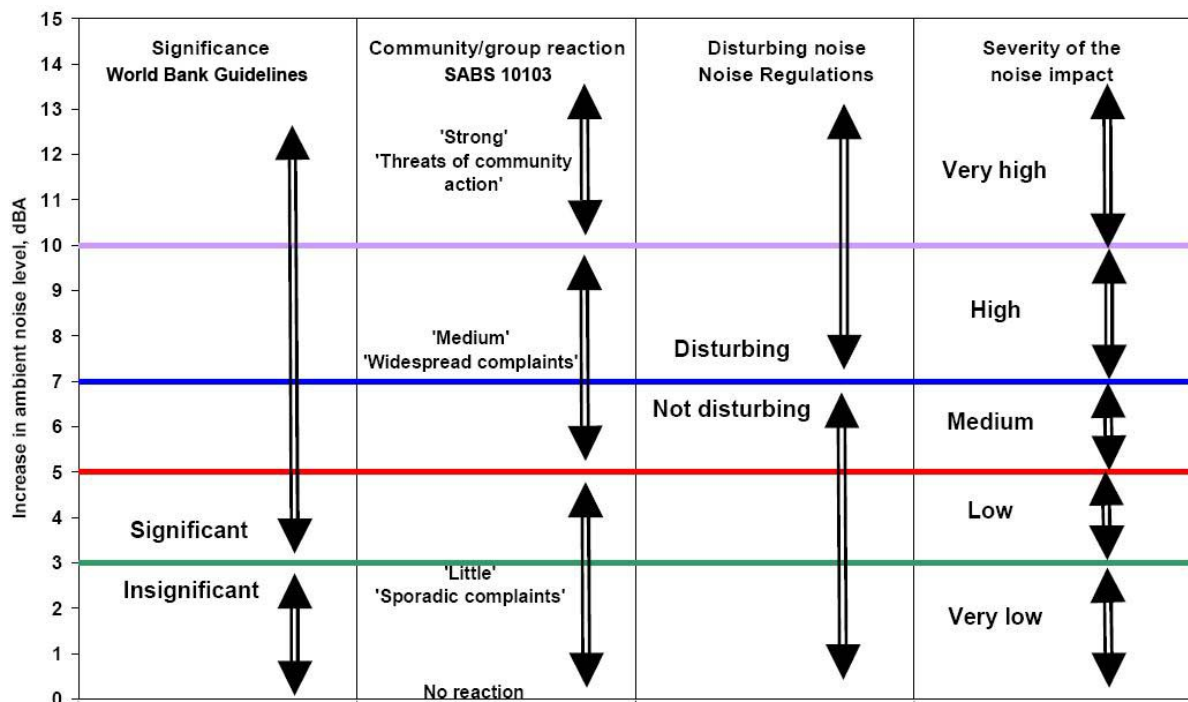 Increase in ambient noise level, dBA
15
14
13
12
11
10
9
8
7
6
5
4
3
2
1
0
Significance
World Bank Guidelines
Significant
Insignificant
Community/group reaction
SABS 10103
'Strong'
'Threats of community
action'
'Medium'
'Widespread complaints'
'Little'
'Sporadic complaints'
No reaction
Disturbing noise
Noise Regulations
Disturbing
Not disturbing
Severity of the
noise impact
Very high
High
Medium
Low
Very low